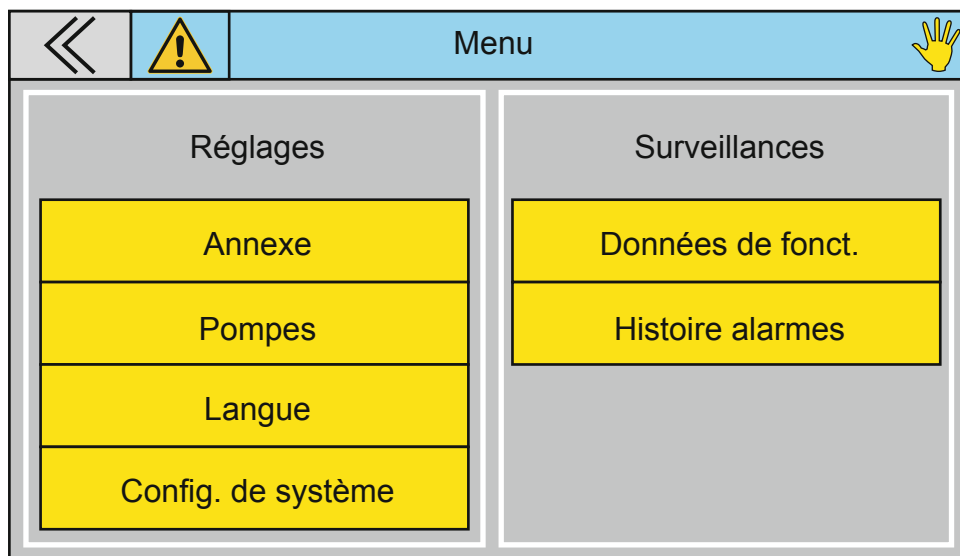 Menu
Réglages
Annexe
Pompes
Langue
Config. de système
Surveillances
Données de fonct.
Histoire alarmes